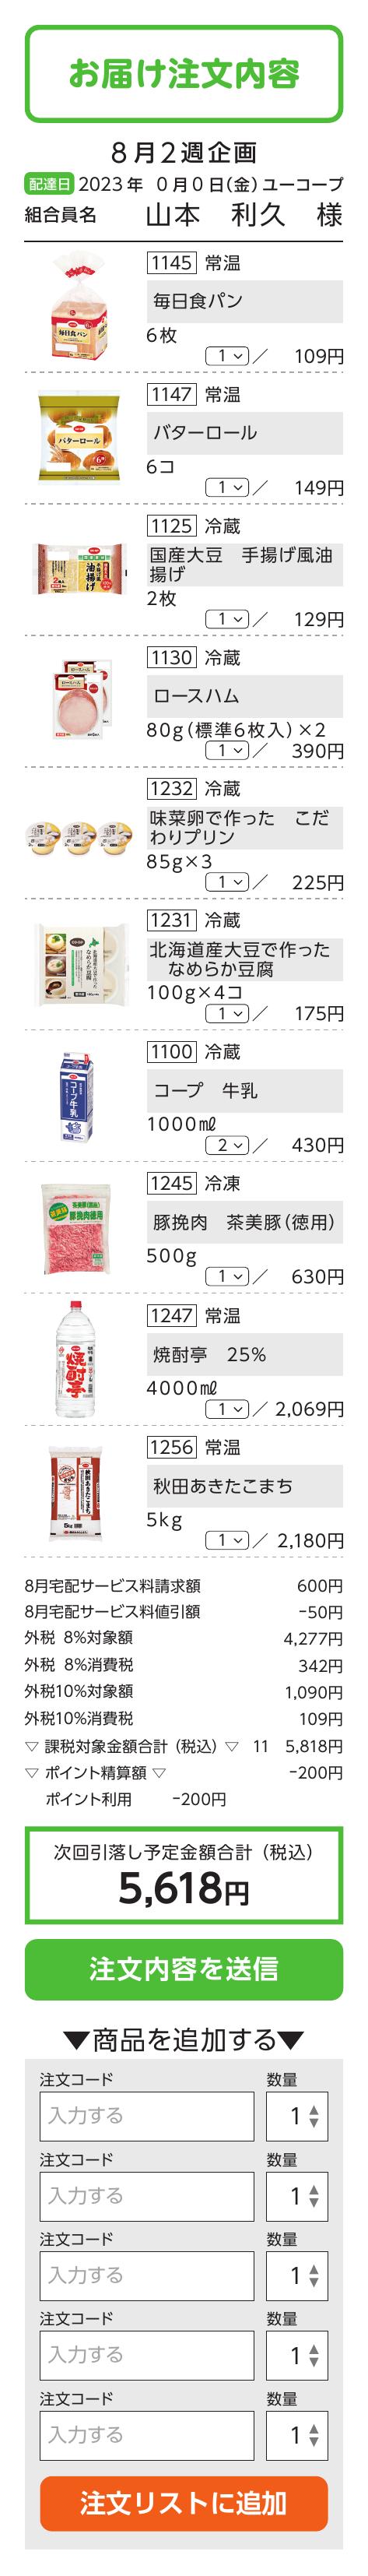 お届け注文内容
8月2週企画
配達日 2023年 0月0日(金) ユーコープ
組合員名 山本 利久 様
1145 常温
毎日食パン
6枚
1 ／ 109円
1147 常温
バターロール
6コ
1 ／ 149円
1125 冷蔵
国産大豆 手揚げ風油
揚げ
2枚
1 ／ 129円
1130 冷蔵
ロースハム
80g(標準6枚入)×2
1 ／ 390円
1232 冷蔵
味菜卵で作った こだ
わりプリン
85g×3
1 ／ 225円
1231 冷蔵
北海道産大豆で作った
なめらか豆腐
100g×4コ
1 ／ 175円
1100 冷蔵
コープ 牛乳
1000㎖
2 ／ 430円
1245 冷凍
豚挽肉 茶美豚(徳用)
500g
1 ／ 630円
1247 常温
焼酎亭 25%
4000㎖
1 ／ 2,069円
1256 常温
秋田あきたこまち
5kg
1 ／ 2,180円
8月宅配サービス料請求額 600円
8月宅配サービス料値引額 -50円
外税 8%対象額 4,277円
外税 8%消費税 342円
外税10%対象額 1,090円
外税10%消費税 109円
▽ 課税対象金額合計 (税込) ▽ 11 5,818円
▽ ポイント精算額 ▽ -200円
ポイント利用 -200円
次回引落し予定金額合計 (税込)
5,618円
注文内容を送信
▼商品を追加する▼
注文コード 数量
入力する 1
注文コード 数量
入力する 1
注文コード 数量
入力する 1
注文コード 数量
入力する 1
注文コード 数量
入力する 1
注文リストに追加